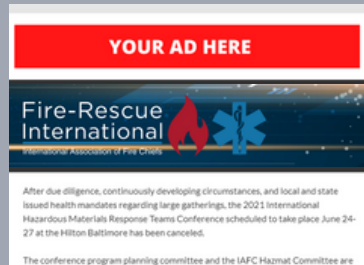 YOUR AD HERE
Fire-Rescue
International
International Association of Fire Chiefs
After due diligence, continuously developing circumstances, and local and state
issued health mandates regarding large gatherings, the 2021 International
Hazardous Materials Response Teams Conference scheduled to take place June 24-
27 at the Hilton Baltimore has been canceled.
The conference program planning committee and the IAFC Hazmat Committee are